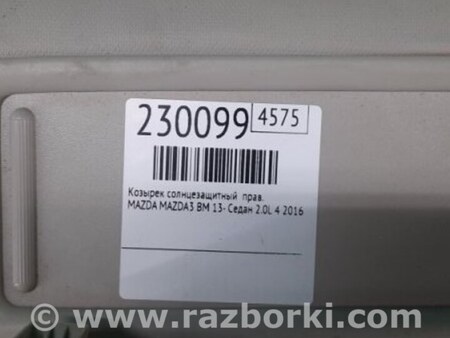 230099 4575
Козырек солнцезащитный прав.
MAZDA MAZDA3 BM 13- Седан 2.0L 4 2016
www.razborki.com